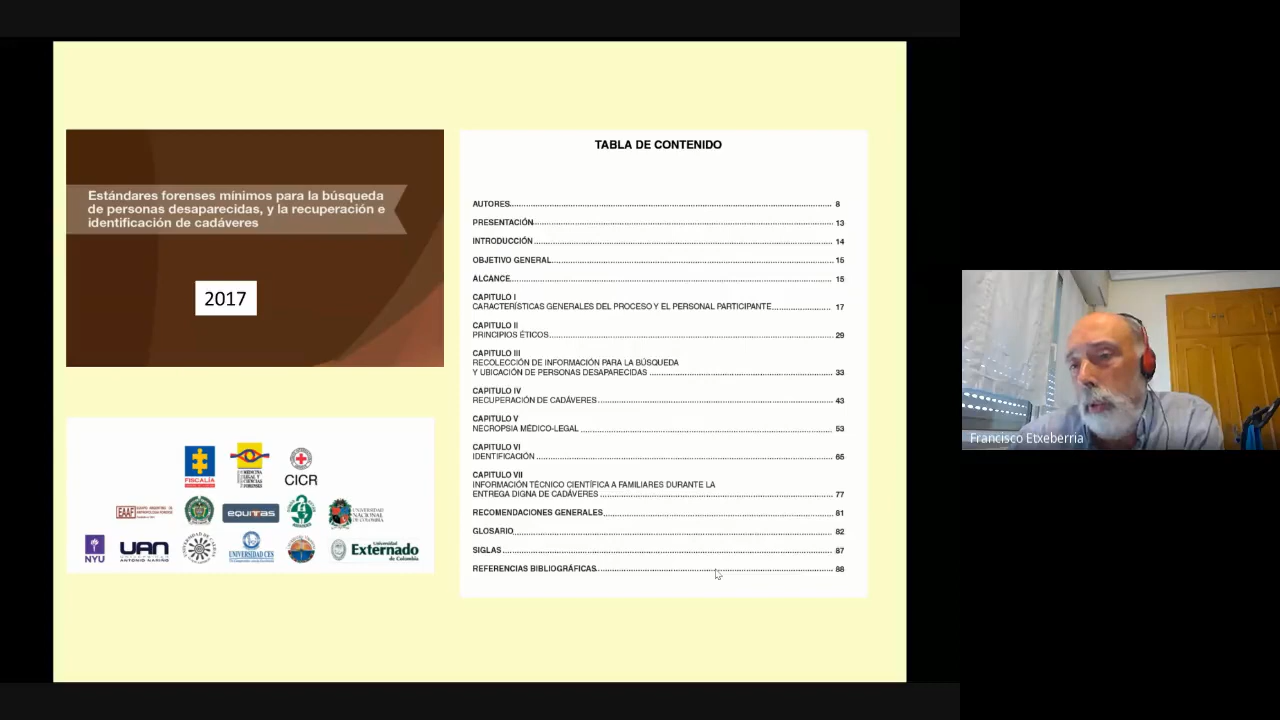 Estándares forenses mínimos para la búsqueda
de personas desaparecidas, y la recuperación e
identificación de cadáveres
2017
FISCALÍA
CICR
EQUITAS
UNIVERSIDAD
NACIONAL
DE COLOMBIA
NYU
UAN
UNIVERSIDAD CES
Universidad
Externado
de Colombia
TABLA DE CONTENIDO
AUTORES 8
PRESENTACIÓN 13
INTRODUCCIÓN 14
OBJETIVO GENERAL 15
ALCANCE 15
CAPITULO I
CARACTERÍSTICAS GENERALES DEL PROCESO Y EL PERSONAL PARTICIPANTE 17
CAPITULO II
PRINCIPIOS ÉTICOS 29
CAPITULO III
RECOLECCIÓN DE INFORMACIÓN PARA LA BÚSQUEDA
Y UBICACIÓN DE PERSONAS DESAPARECIDAS 33
CAPITULO IV
RECUPERACIÓN DE CADÁVERES 43
CAPITULO V
NECROPSIA MÉDICO-LEGAL 53
CAPITULO VI
IDENTIFICACIÓN 65
CAPITULO VII
INFORMACIÓN TÉCNICO CIENTÍFICA A FAMILIARES DURANTE LA
ENTREGA DIGNA DE CADÁVERES 77
RECOMENDACIONES GENERALES 81
GLOSARIO 82
SIGLAS 87
REFERENCIAS BIBLIOGRÁFICAS 88
Francisco Etxeberria